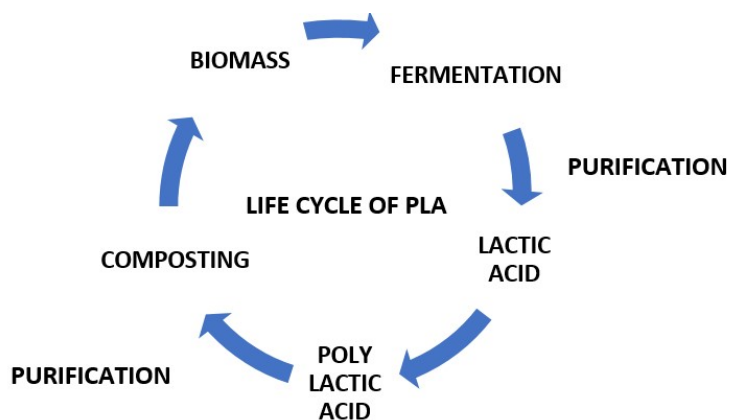 BIOMASS
FERMENTATION
PURIFICATION
LIFE CYCLE OF PLA
LACTIC
ACID
COMPOSTING
POLY
LACTIC
ACID
PURIFICATION